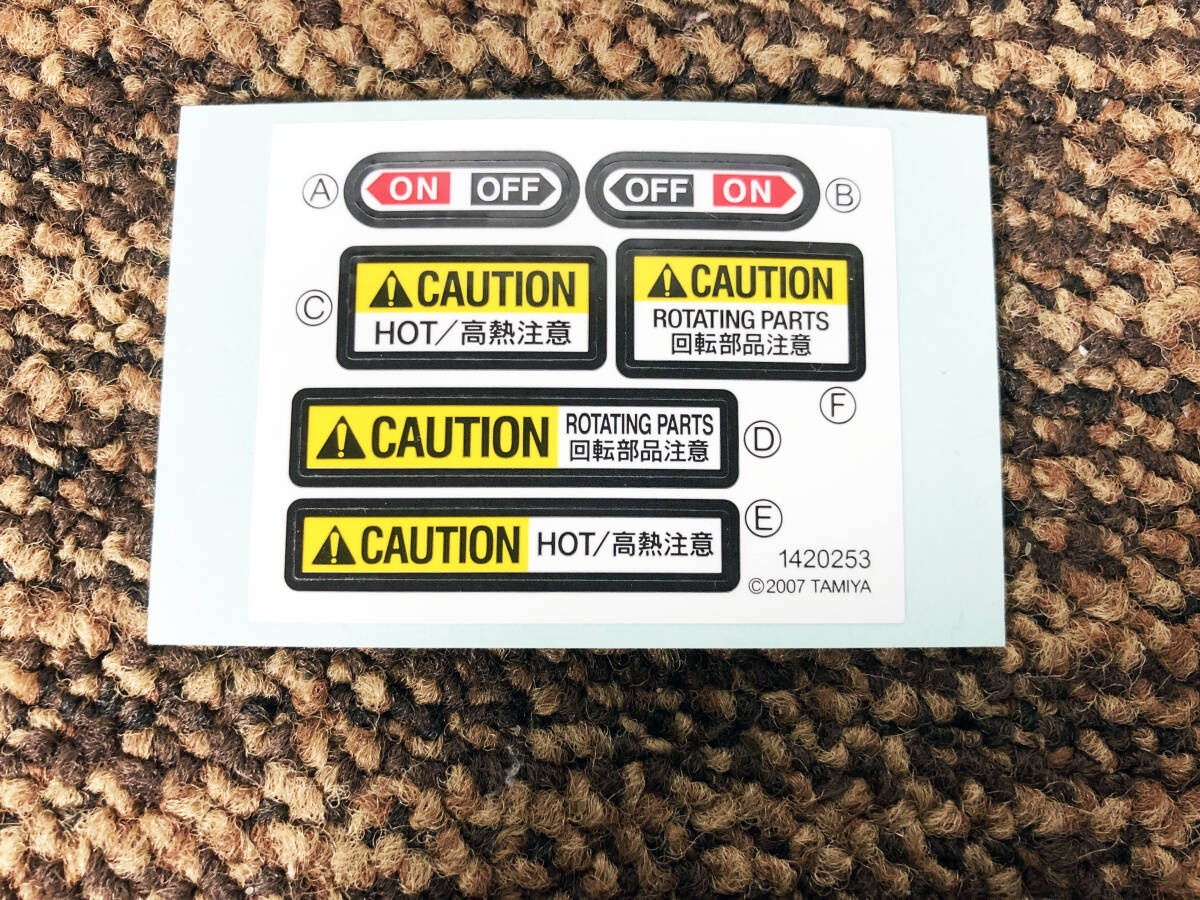 Ⓐ ON OFF
OFF ON Ⓑ
Ⓒ
CAUTION
HOT/高熱注意
CAUTION
ROTATING PARTS
回転部品注意
Ⓕ
CAUTION
ROTATING PARTS
回転部品注意
Ⓓ
CAUTION HOT/高熱注意
Ⓔ
1420253
©2007 TAMIYA